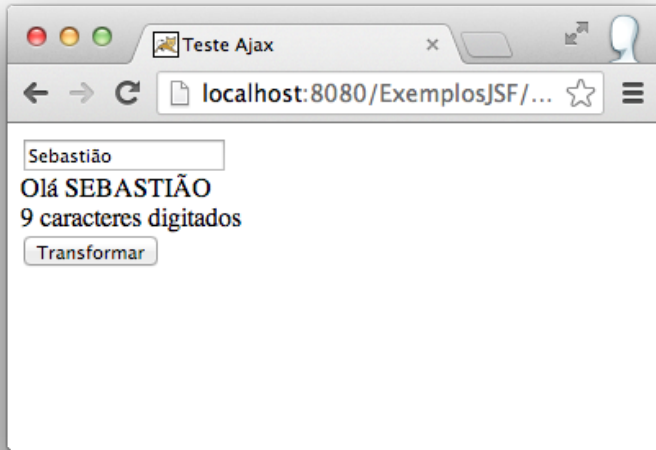 Teste Ajax
localhost:8080/ExemplosJSF/...
Sebastião
Olá SEBASTIÃO
9 caracteres digitados
Transformar